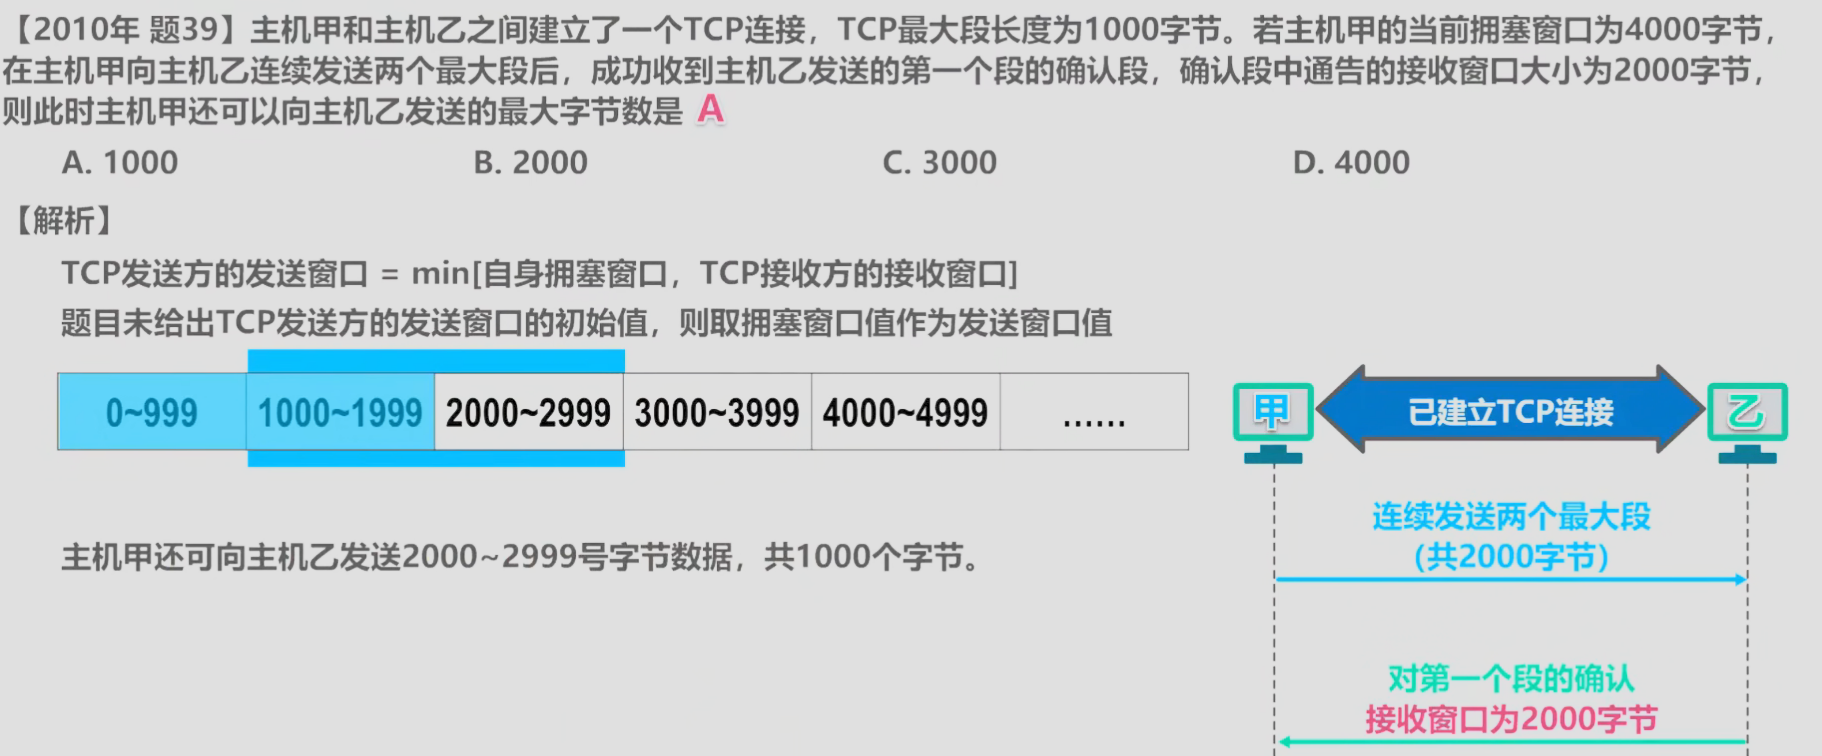 【2010年 题39】主机甲和主机乙之间建立了一个TCP连接，TCP最大段长度为1000字节。若主机甲的当前拥塞窗口为4000字节，
在主机甲向主机乙连续发送两个最大段后，成功收到主机乙发送的第一个段的确认段，确认段中通告的接收窗口大小为2000字节，
则此时主机甲还可以向主机乙发送的最大字节数是 A
A. 1000 B. 2000 C. 3000 D. 4000
【解析】
TCP发送方的发送窗口 = min[自身拥塞窗口，TCP接收方的接收窗口]
题目未给出TCP发送方的发送窗口的初始值，则取拥塞窗口值作为发送窗口值
0~999 1000~1999 2000~2999 3000~3999 4000~4999 ……
甲 已建立TCP连接 乙
连续发送两个最大段
（共2000字节）
主机甲还可向主机乙发送2000~2999号字节数据，共1000个字节。
对第一个段的确认
接收窗口为2000字节